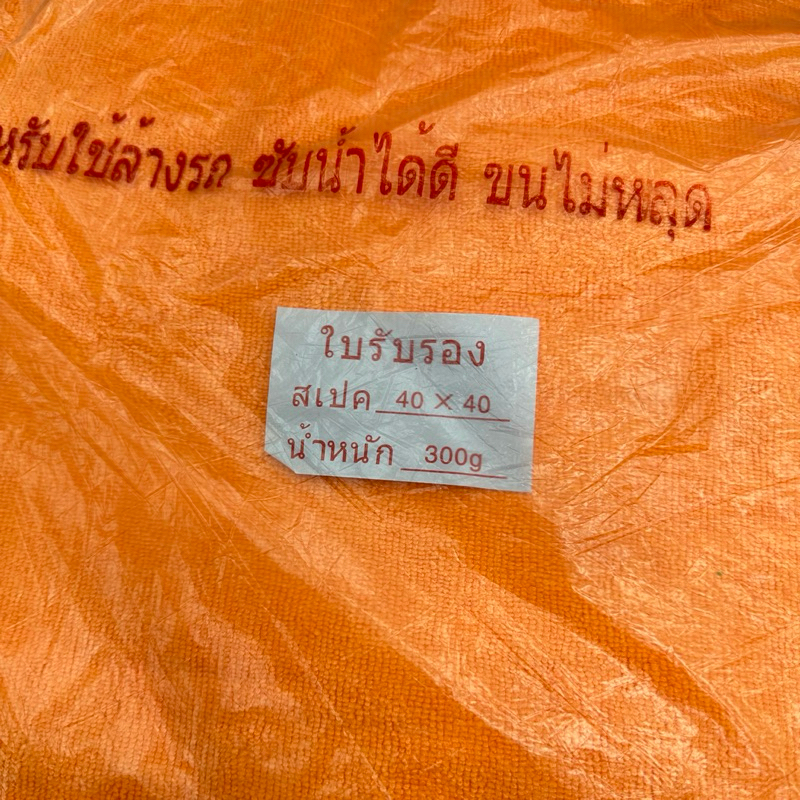 หรับใช้ล้างรถ ซับน้ำได้ดี ขนไม่หลุด
ใบรับรอง
สเปค 40 × 40
น้ำหนัก 300g